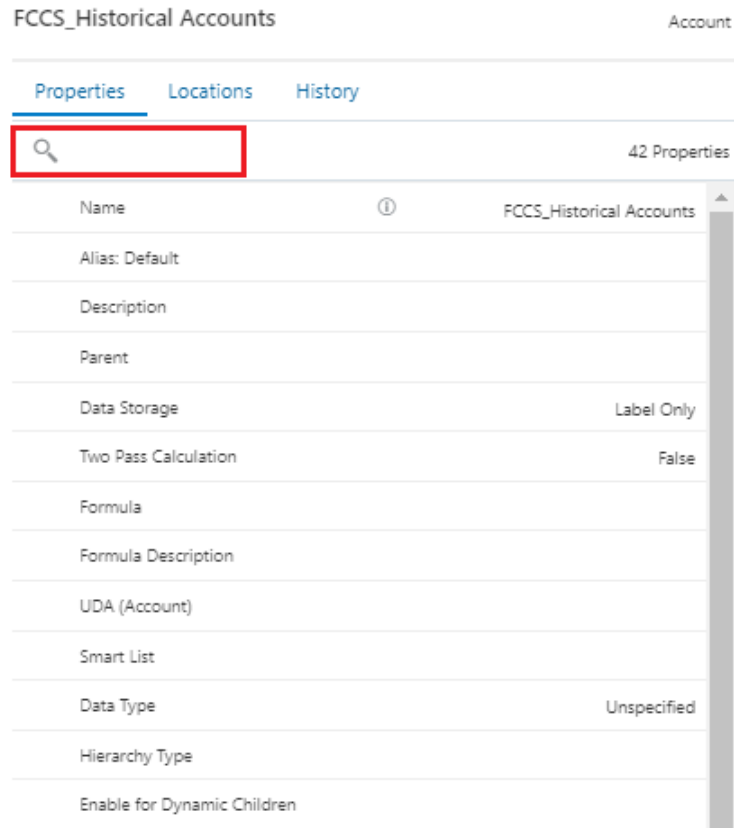 FCCS_Historical Accounts Account
Properties Locations History
42 Properties
Name FCCS_Historical Accounts
Alias: Default
Description
Parent
Data Storage Label Only
Two Pass Calculation False
Formula
Formula Description
UDA (Account)
Smart List
Data Type Unspecified
Hierarchy Type
Enable for Dynamic Children